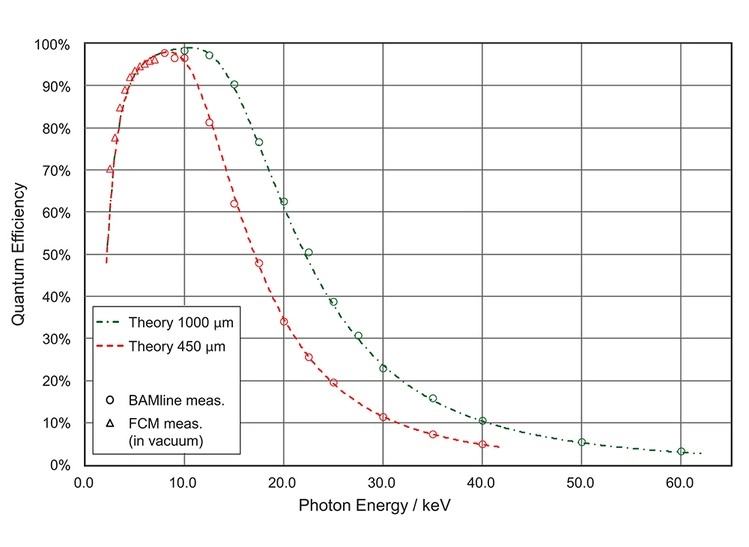 100%
90%
80%
70%
60%
50%
40%
30%
20%
10%
0%
Quantum Efficiency
Theory 1000 µm
Theory 450 µm
BAMline meas.
FCM meas.
(in vacuum)
0.0 10.0 20.0 30.0 40.0 50.0 60.0
Photon Energy / keV